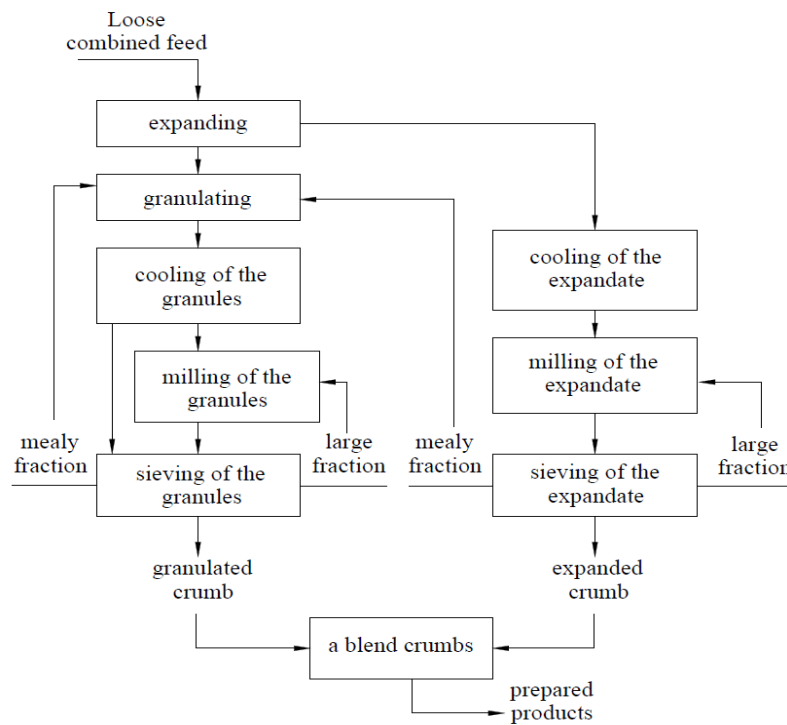 Loose
combined feed
expanding
granulating
cooling of the
granules
cooling of the
expandate
milling of the
granules
milling of the
expandate
mealy
fraction
large
fraction
mealy
fraction
large
fraction
sieving of the
granules
sieving of the
expandate
granulated
crumb
expanded
crumb
a blend crumbs
prepared
products